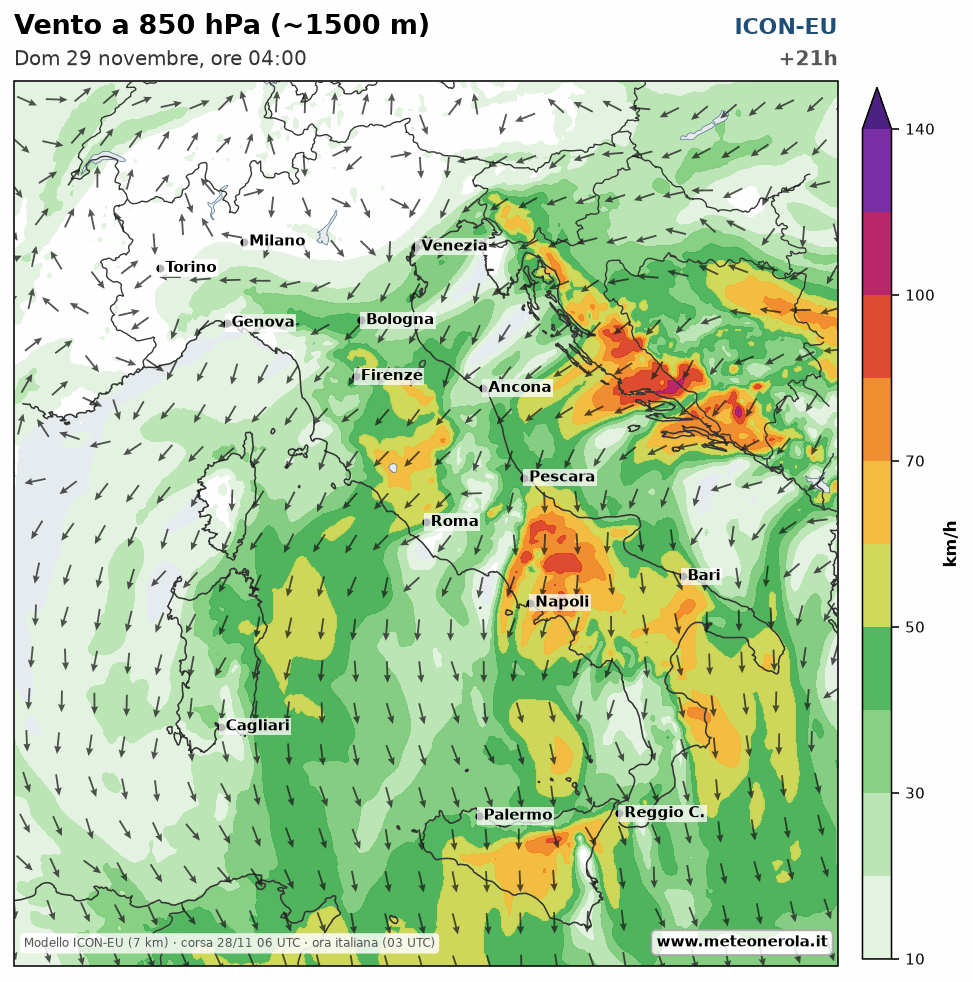 Vento a 850 hPa (~1500 m)
ICON-EU
Dom 29 novembre, ore 04:00
+21h
140
Milano
Venezia
Torino
100
Genova
Bologna
Firenze
Ancona
70
Pescara
Roma
km/h
Bari
Napoli
50
Cagliari
30
Palermo
Reggio C.
Modello ICON-EU (7 km) · corsa 28/11 06 UTC · ora italiana (03 UTC)
www.meteonerola.it
10